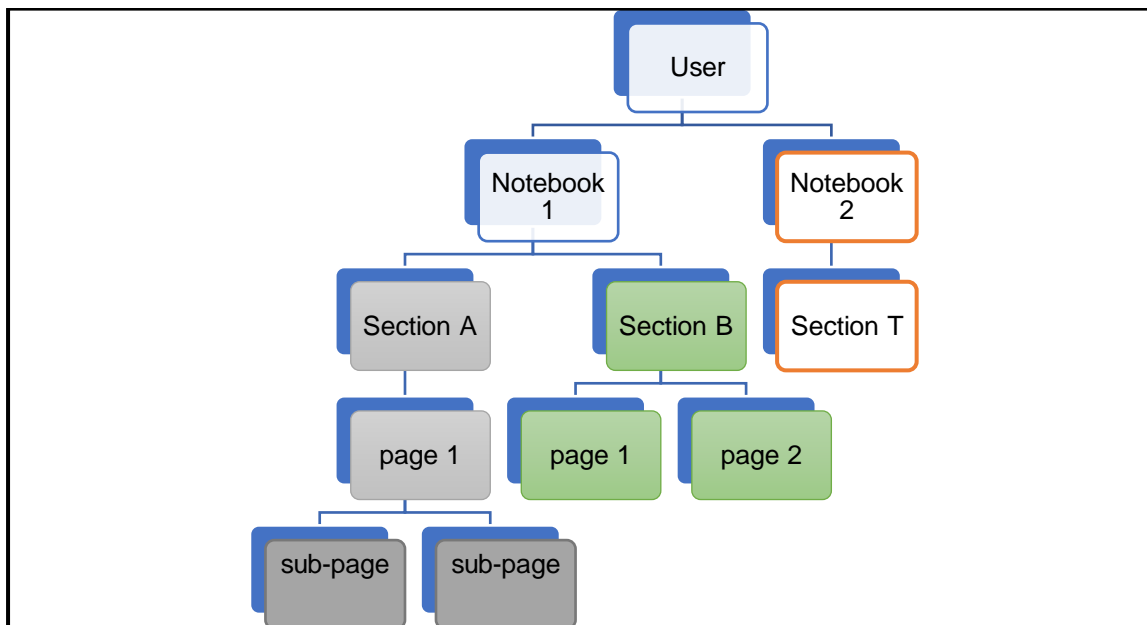 User
Notebook
1
Notebook
2
Section A
Section B
Section T
page 1
page 1
page 2
sub-page
sub-page